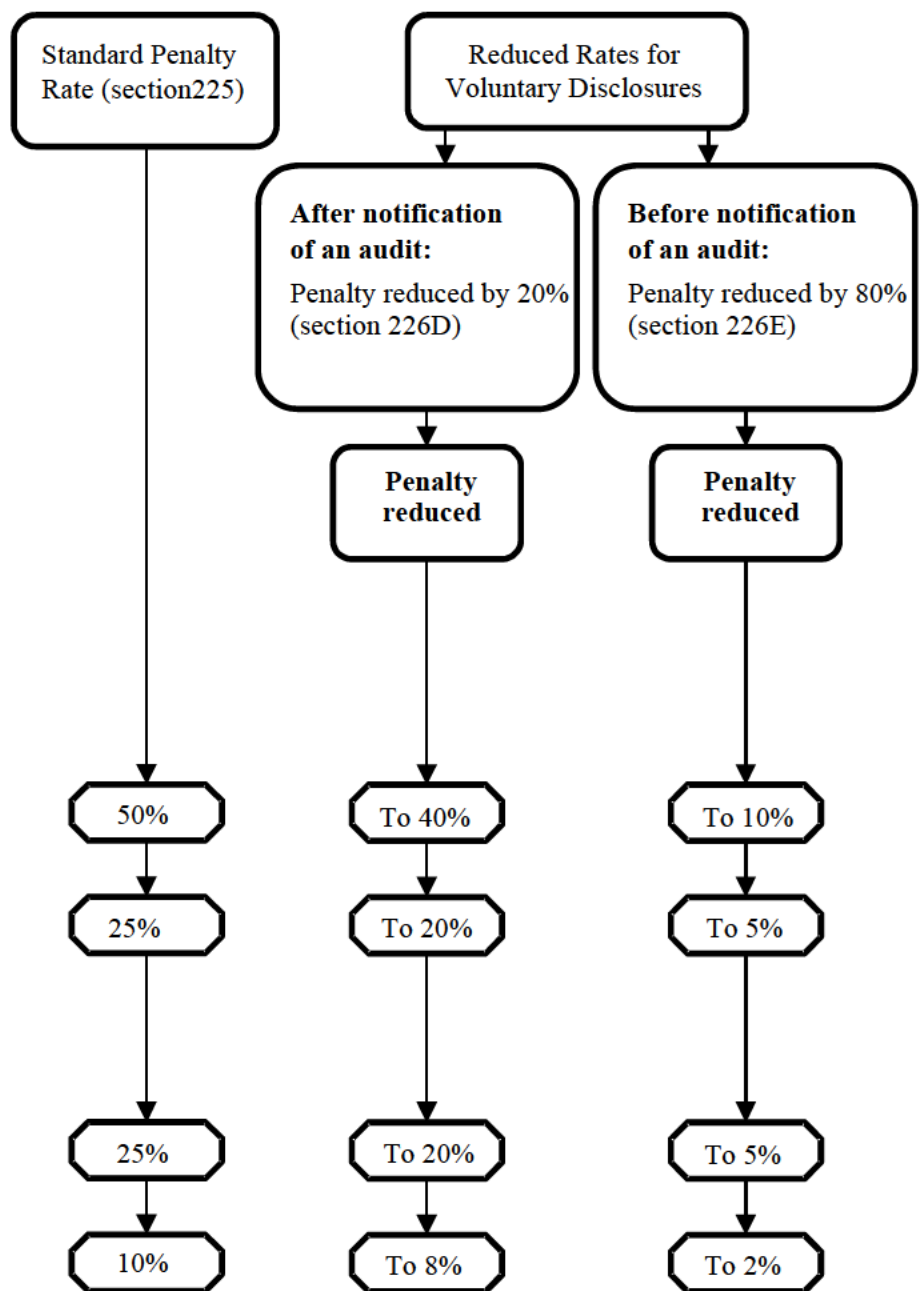 Standard Penalty
Rate (section225)
Reduced Rates for
Voluntary Disclosures
After notification
of an audit:
Penalty reduced by 20%
(section 226D)
Before notification
of an audit:
Penalty reduced by 80%
(section 226E)
Penalty
reduced
Penalty
reduced
50%
To 40%
To 10%
25%
To 20%
To 5%
25%
To 20%
To 5%
10%
To 8%
To 2%